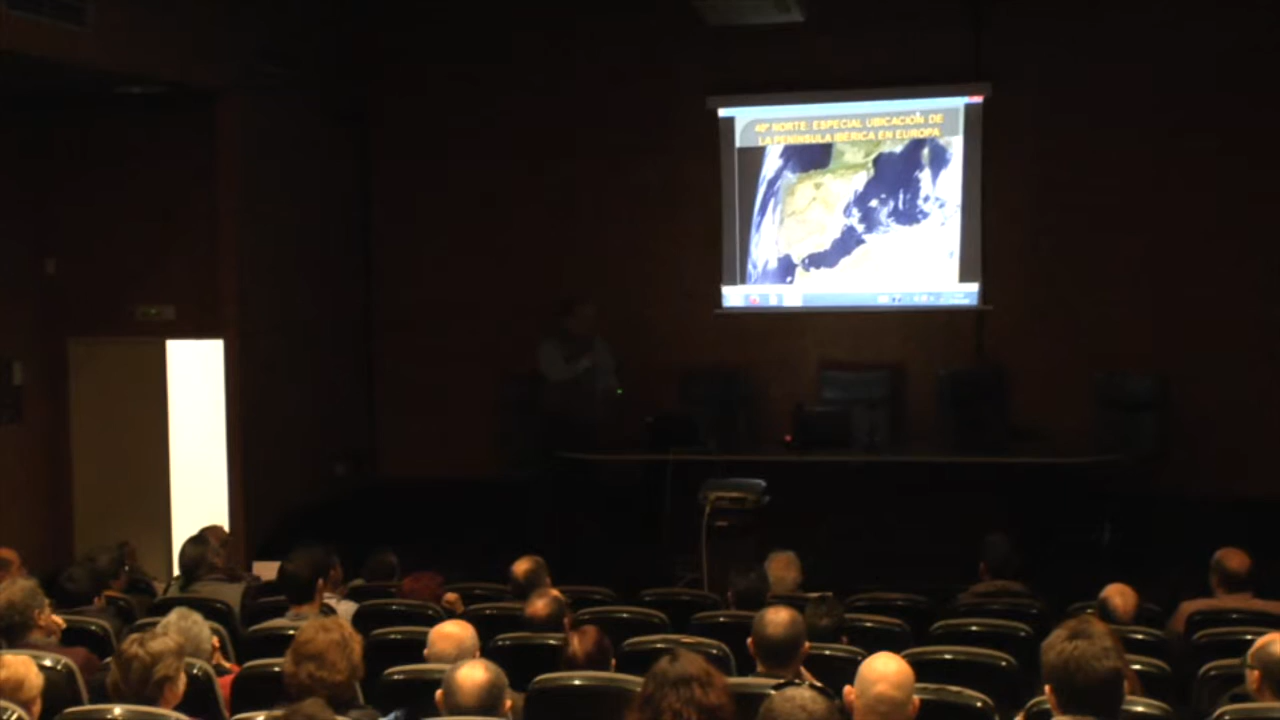 40º NORTE: ESPECIAL UBICACIÓN DE
LA PENÍNSULA IBÉRICA EN EUROPA